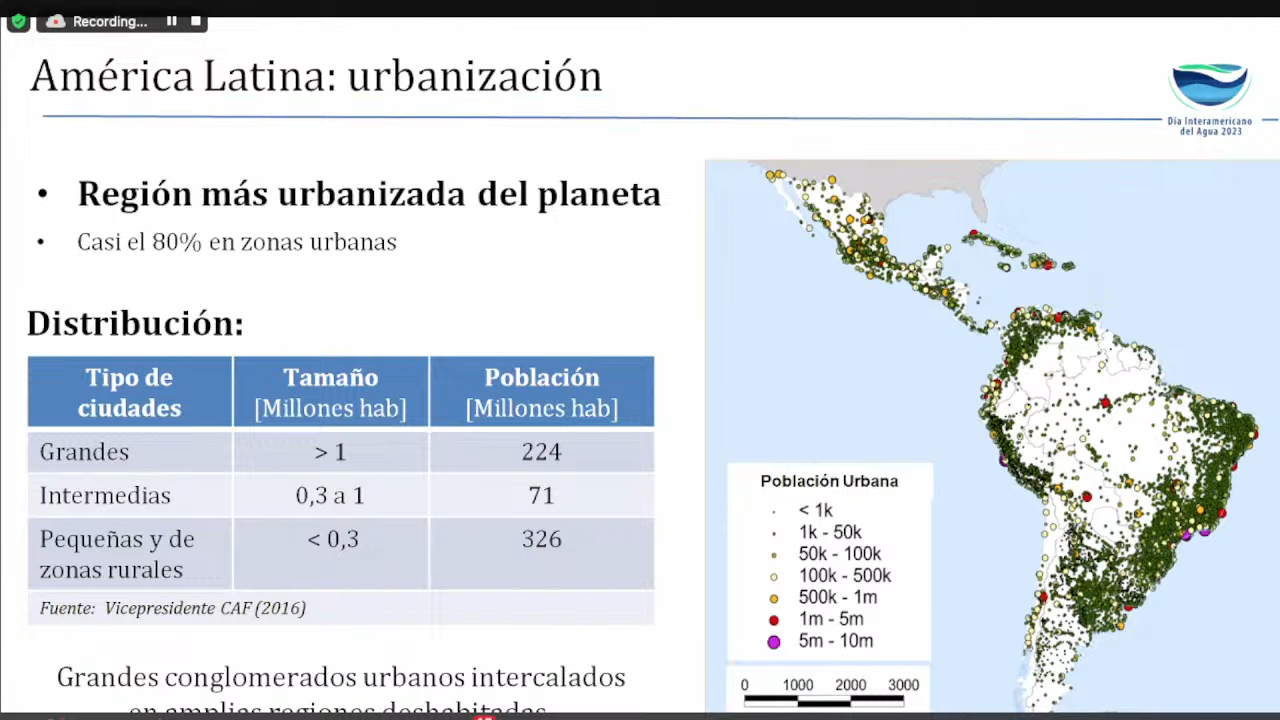 Recording...
América Latina: urbanización
Día Interamericano
del Agua 2023
• Región más urbanizada del planeta
• Casi el 80% en zonas urbanas
Distribución:
Tipo de ciudades Tamaño [Millones hab] Población [Millones hab]
Grandes > 1 224
Intermedias 0,3 a 1 71
Pequeñas y de zonas rurales < 0,3 326
Fuente: Vicepresidente CAF (2016)
Grandes conglomerados urbanos intercalados
en amplias regiones deshabitadas
Población Urbana
< 1k
1k - 50k
50k - 100k
100k - 500k
500k - 1m
1m - 5m
5m - 10m
0 1000 2000 3000